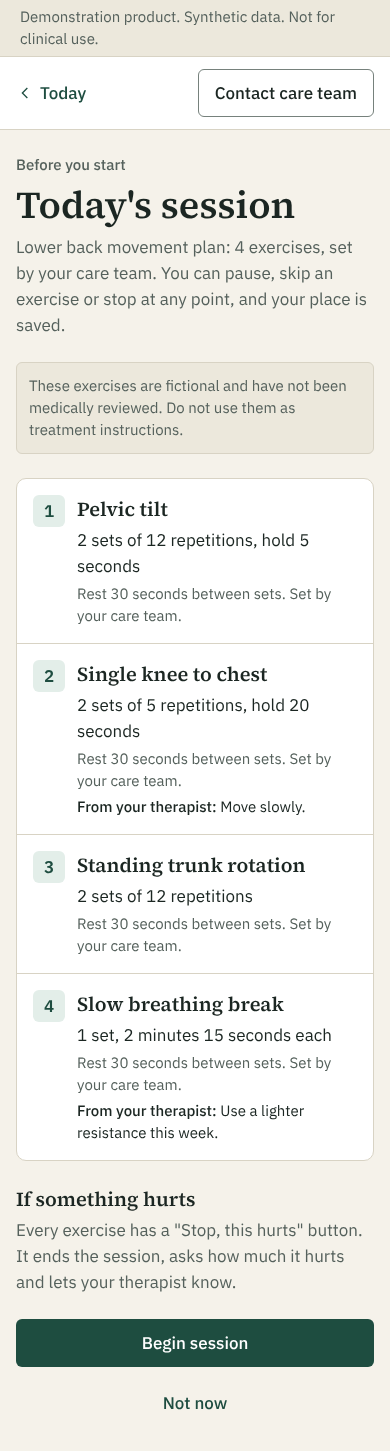 Demonstration product. Synthetic data. Not for
clinical use.
Today
Contact care team
Before you start
Today's session
Lower back movement plan: 4 exercises, set
by your care team. You can pause, skip an
exercise or stop at any point, and your place is
saved.
These exercises are fictional and have not been
medically reviewed. Do not use them as
treatment instructions.
1
Pelvic tilt
2 sets of 12 repetitions, hold 5
seconds
Rest 30 seconds between sets. Set by
your care team.
2
Single knee to chest
2 sets of 5 repetitions, hold 20
seconds
Rest 30 seconds between sets. Set by
your care team.
From your therapist: Move slowly.
3
Standing trunk rotation
2 sets of 12 repetitions
Rest 30 seconds between sets. Set by
your care team.
4
Slow breathing break
1 set, 2 minutes 15 seconds each
Rest 30 seconds between sets. Set by
your care team.
From your therapist: Use a lighter
resistance this week.
If something hurts
Every exercise has a "Stop, this hurts" button.
It ends the session, asks how much it hurts
and lets your therapist know.
Begin session
Not now